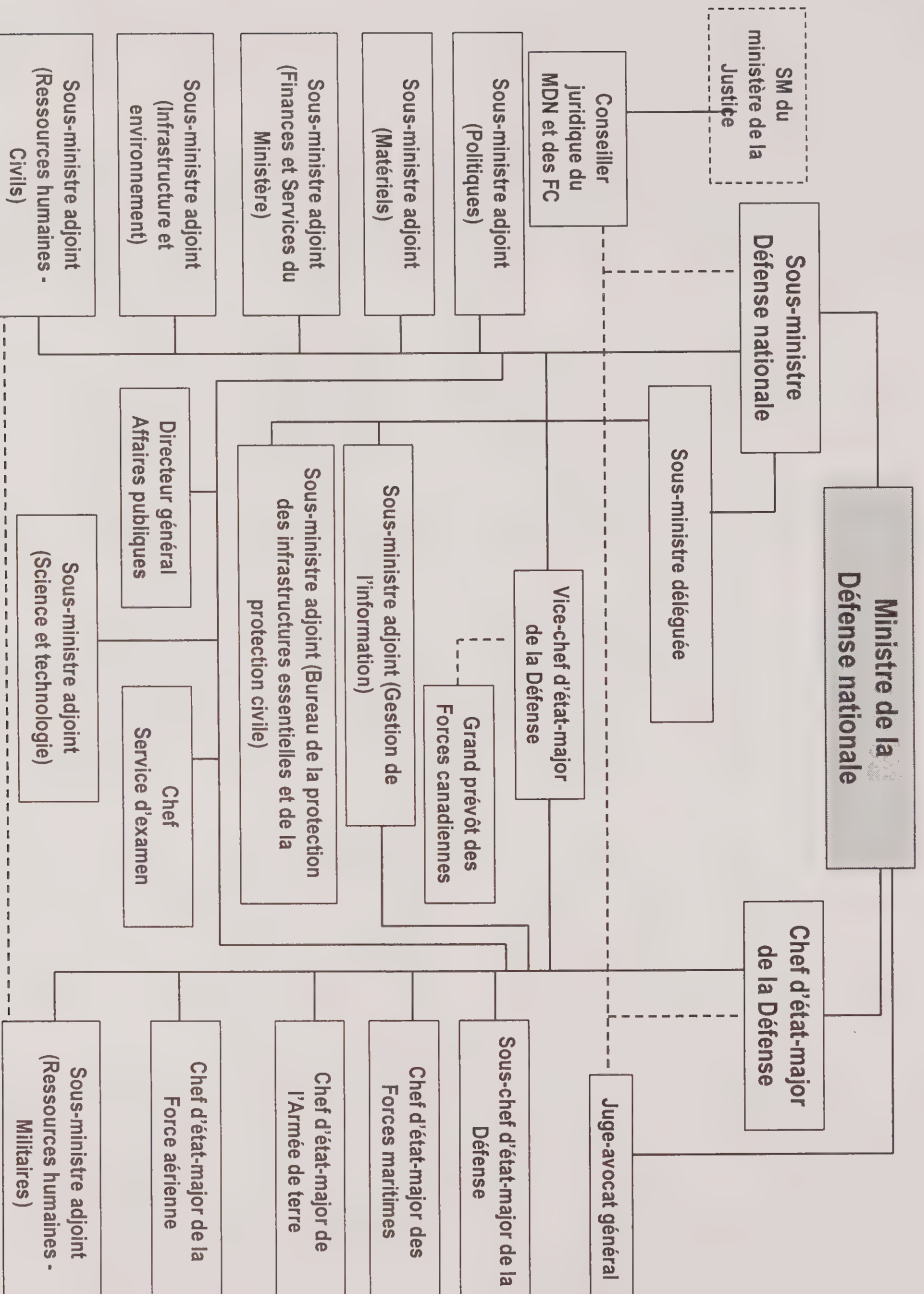 Ministre de la
Défense nationale
SM du
ministère de la
Justice
Sous-ministre
Défense nationale
Chef d'état-major
de la Défense
Conseiller
juridique du
MDN et des FC
Sous-ministre déléguée
Juge-avocat général
Sous-ministre adjoint
(Politiques)
Vice-chef d'état-major
de la Défense
Sous-chef d'état-major de la
Défense
Grand prévôt des
Forces canadiennes
Sous-ministre adjoint
(Matériels)
Sous-ministre adjoint (Gestion de
l'information)
Chef d'état-major des
Forces maritimes
Sous-ministre adjoint
(Finances et Services du
Ministère)
Sous-ministre adjoint (Bureau de la protection
des infrastructures essentielles et de la
protection civile)
Chef d'état-major de
l'Armée de terre
Sous-ministre adjoint
(Infrastructure et
environnement)
Directeur général
Affaires publiques
Chef
Service d'examen
Chef d'état-major de la
Force aérienne
Sous-ministre adjoint
(Ressources humaines -
Civils)
Sous-ministre adjoint
(Science et technologie)
Sous-ministre adjoint
(Ressources humaines -
Militaires)